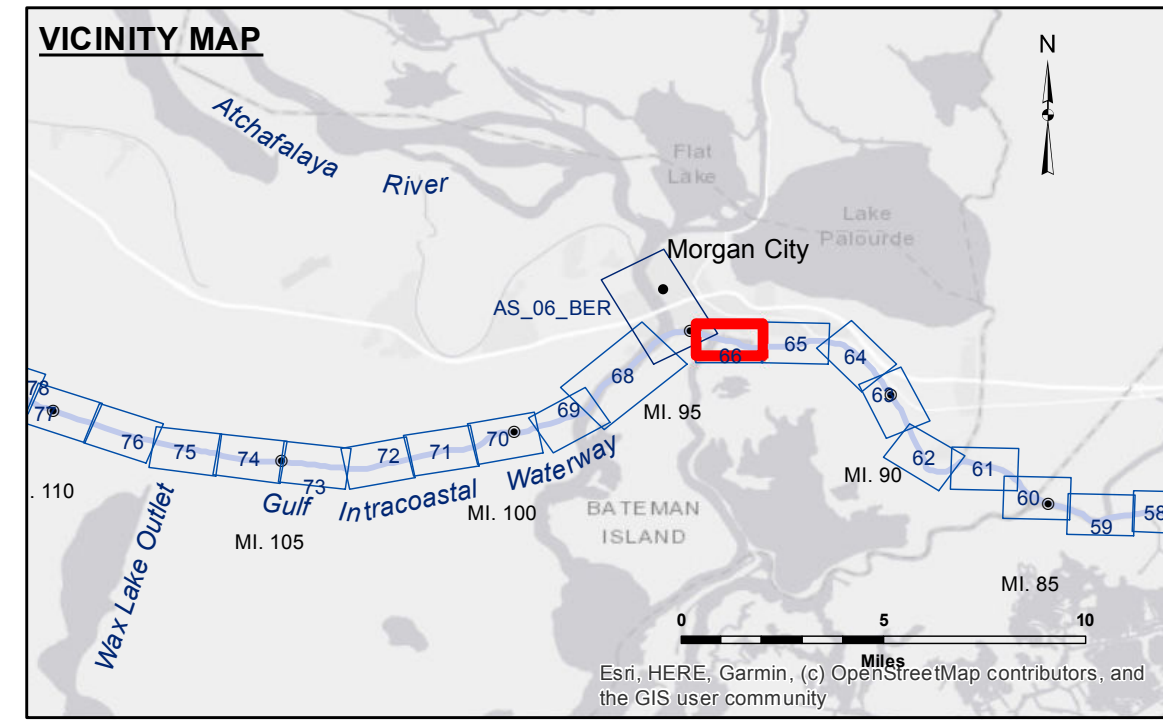 VICINITY MAP
N
Atchafalaya
River
Flat
Lake
Lake
Palourde
Morgan City
AS_06_BER
66
65
64
63
68
69
MI. 95
78
77
76
75
74
73
72
71
70
62
61
60
59
58
MI. 90
. 110
Wax Lake Outlet
Gulf Intracoastal Waterway
MI. 105
MI. 100
BATEMAN
ISLAND
MI. 85
0 5 10
Miles
Esri, HERE, Garmin, (c) OpenStreetMap contributors, and
the GIS user community